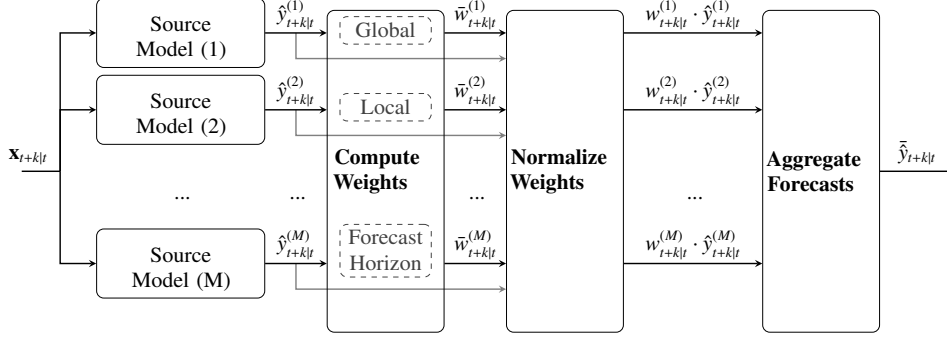 Source
Model (1)
ŷ^{(1)}_{t+k|t}
Global
w̄^{(1)}_{t+k|t}
w^{(1)}_{t+k|t} · ŷ^{(1)}_{t+k|t}
Source
Model (2)
ŷ^{(2)}_{t+k|t}
Local
w̄^{(2)}_{t+k|t}
w^{(2)}_{t+k|t} · ŷ^{(2)}_{t+k|t}
x_{t+k|t}
Compute
Weights
Normalize
Weights
Aggregate
Forecasts
ŷ̄_{t+k|t}
... ... ... ...
Source
Model (M)
ŷ^{(M)}_{t+k|t}
Forecast
Horizon
w̄^{(M)}_{t+k|t}
w^{(M)}_{t+k|t} · ŷ^{(M)}_{t+k|t}